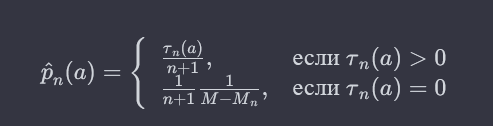 p̂ₙ(a) = { τₙ(a)/(n+1), если τₙ(a) > 0
1/(n+1) 1/(M−Mₙ), если τₙ(a) = 0